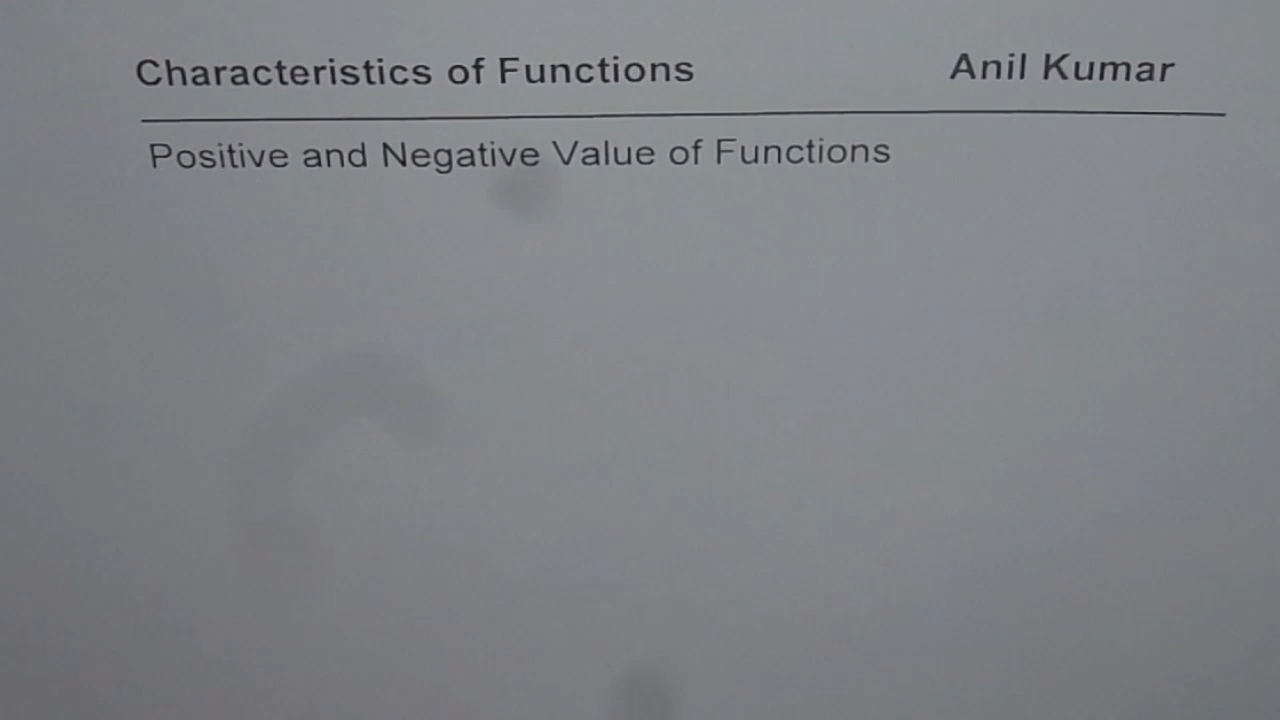 Characteristics of Functions Anil Kumar
Positive and Negative Value of Functions